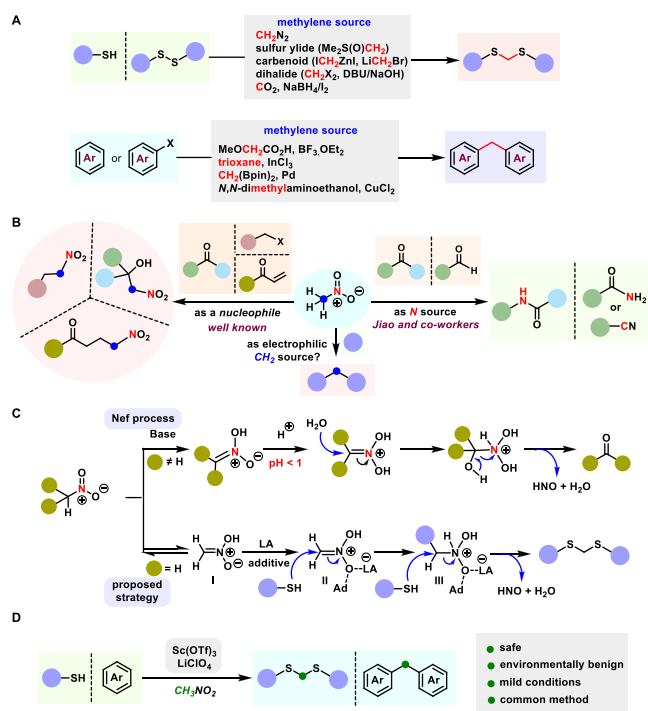 A
methylene source
SH
S
S
CH2N2
sulfur ylide (Me2S(O)CH2)
carbenoid (ICH2ZnI, LiCH2Br)
dihalide (CH2X2, DBU/NaOH)
CO2, NaBH4/I2
S S
methylene source
Ar or Ar X
MeOCH2CO2H, BF3.OEt2
trioxane, InCl3
CH2(Bpin)2, Pd
N,N-dimethylaminoethanol, CuCl2
Ar Ar
B
NO2
OH
NO2
O
NO2
O
X
O
as a nucleophile
well known
H3C N O
O
⊕ ⊖
as electrophilic
CH2 source?
O
O
H
as N source
Jiao and co-workers
H
N
O
O
NH2
or
CN
C
Nef process
Base
≠ H
H
N O
O
⊕ ⊖
OH
N
O
⊕ ⊖
H⊕
pH < 1
H2O
OH
N
OH
⊕
H OH
N
OH
O
H
⊕
HNO + H2O
O
= H
proposed
strategy
H
H
OH
N
O
⊕ ⊖
I
LA
additive
H
H
OH
N
O--LA
Ad
⊕ ⊖
SH
II
H
H
H OH
N
O--LA
Ad
⊕ ⊖
SH
III
HNO + H2O
S S
D
SH
Ar
Sc(OTf)3
LiClO4
CH3NO2
S S
Ar Ar
safe
environmentally benign
mild conditions
common method